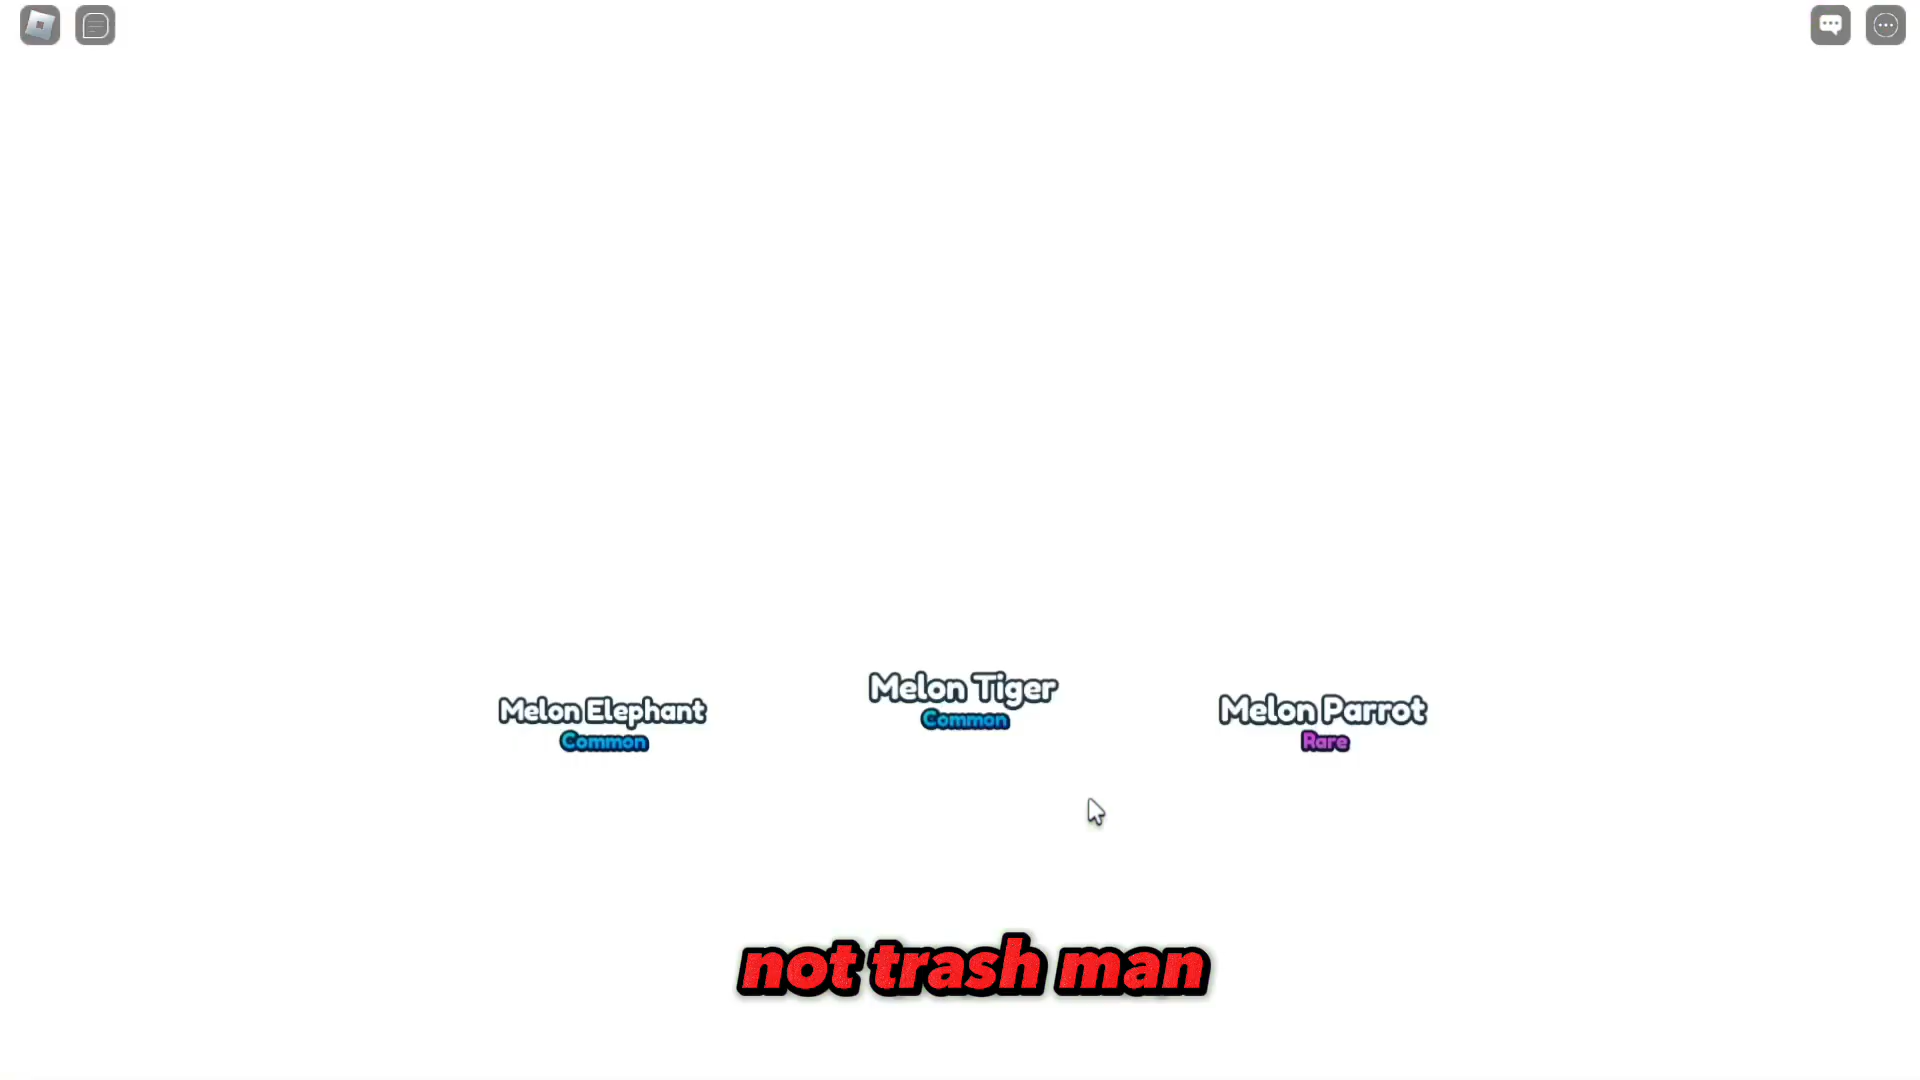 Melon Elephant
Common
Melon Tiger
Common
Melon Parrot
Rare
not trash man